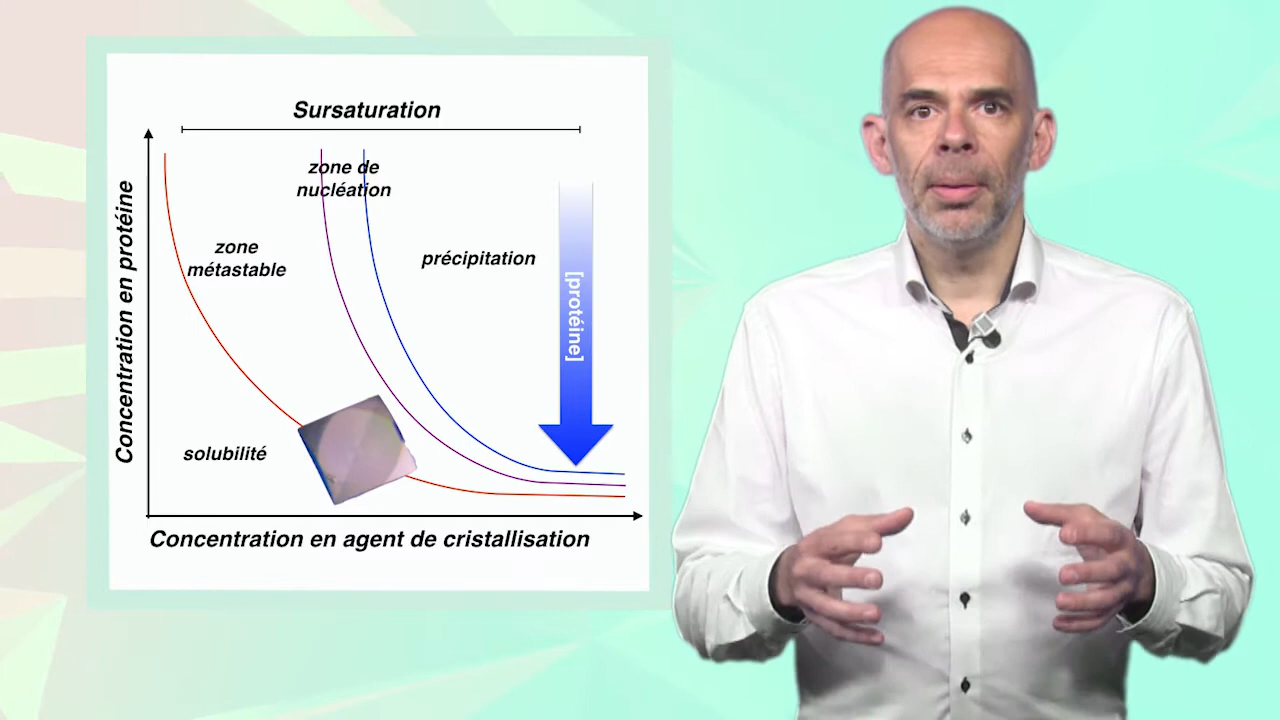 Sursaturation
zone de
nucléation
zone
métastable
précipitation
[protéine]
solubilité
Concentration en protéine
Concentration en agent de cristallisation